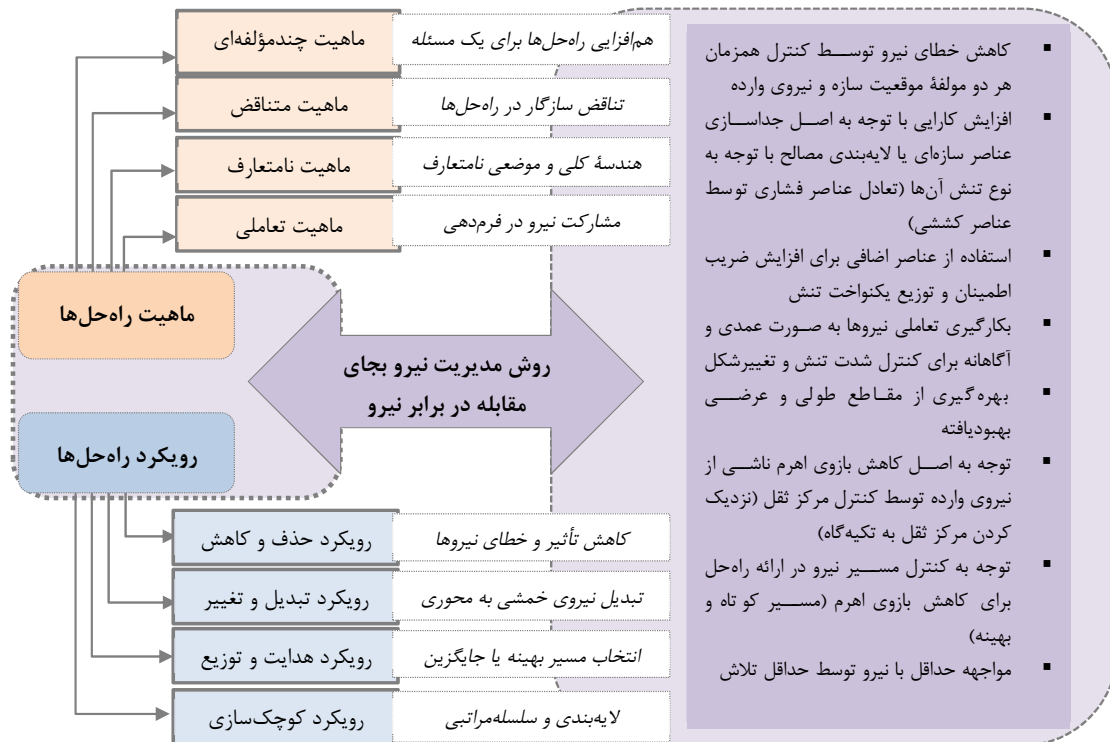 ماهیت چندمؤلفه‌ای
هم‌افزایی راه‌حل‌ها برای یک مسئله
ماهیت متناقض
تناقض سازگار در راه‌حل‌ها
ماهیت نامتعارف
هندسهٔ کلی و موضعی نامتعارف
ماهیت تعاملی
مشارکت نیرو در فرم‌دهی
ماهیت راه‌حل‌ها
روش مدیریت نیرو بجای
مقابله در برابر نیرو
رویکرد راه‌حل‌ها
رویکرد حذف و کاهش
کاهش تأثیر و خطای نیروها
رویکرد تبدیل و تغییر
تبدیل نیروی خمشی به محوری
رویکرد هدایت و توزیع
انتخاب مسیر بهینه یا جایگزین
رویکرد کوچک‌سازی
لایه‌بندی و سلسله‌مراتبی
▪ کاهش خطای نیرو توسط کنترل همزمان
هر دو مولفهٔ موقعیت سازه و نیروی وارده
▪ افزایش کارایی با توجه به اصل جداسازی
عناصر سازه‌ای یا لایه‌بندی مصالح با توجه به
نوع تنش آن‌ها (تعادل عناصر فشاری توسط
عناصر کششی)
▪ استفاده از عناصر اضافی برای افزایش ضریب
اطمینان و توزیع یکنواخت تنش
▪ بکارگیری تعاملی نیروها به صورت عمدی و
آگاهانه برای کنترل شدت تنش و تغییرشکل
▪ بهره‌گیری از مقاطع طولی و عرضی
بهبودیافته
▪ توجه به اصل کاهش بازوی اهرم ناشی از
نیروی وارده توسط کنترل مرکز ثقل (نزدیک
کردن مرکز ثقل به تکیه‌گاه)
▪ توجه به کنترل مسیر نیرو در ارائه راه‌حل
برای کاهش بازوی اهرم (مسیر کوتاه و
بهینه)
▪ مواجهه حداقل با نیرو توسط حداقل تلاش